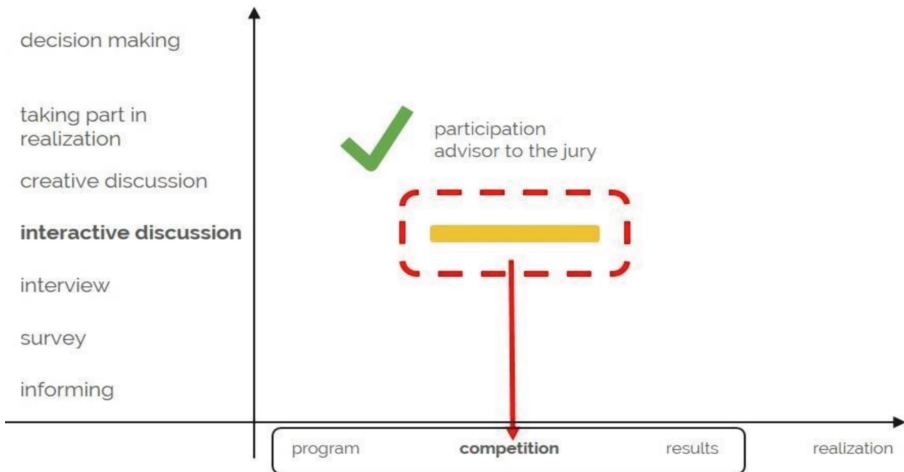 decision making
taking part in
realization
participation
advisor to the jury
creative discussion
interactive discussion
interview
survey
informing
program competition results realization